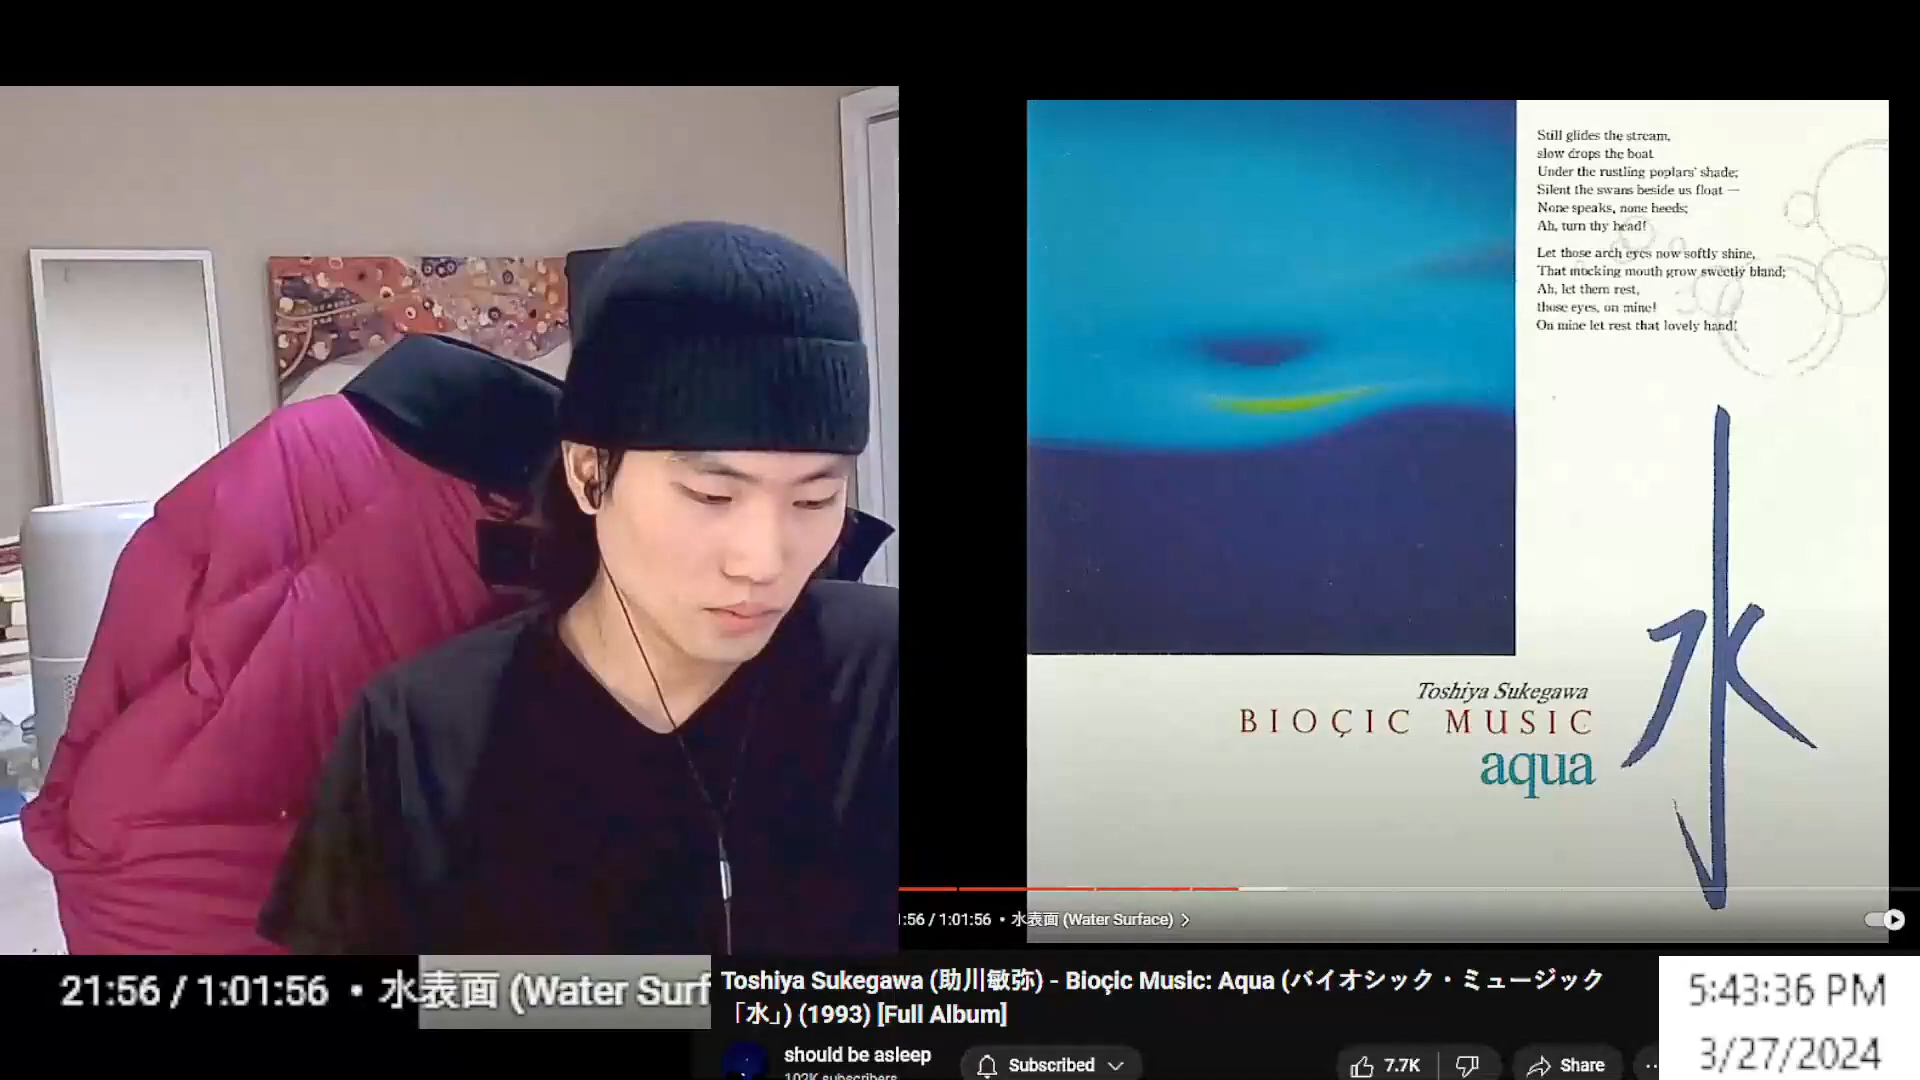 Still glides the stream,
slow drops the boat
Under the rustling poplars' shade;
Silent the swans beside us float —
None speaks, none heeds;
Ah, turn thy head!
Let those arch eyes now softly shine,
That mocking mouth grow sweetly bland;
Ah, let them rest,
those eyes, on mine!
On mine let rest that lovely hand!
水
Toshiya Sukegawa
BIOÇIC MUSIC
aqua
1:56 / 1:01:56 • 水表面 (Water Surface)
21:56 / 1:01:56 • 水表面 (Water Surf
Toshiya Sukegawa (助川敏弥) - Bioçic Music: Aqua (バイオシック・ミュージック
「水」) (1993) [Full Album]
should be asleep
102K subscribers
Subscribed
7.7K
Share
5:43:36 PM
3/27/2024